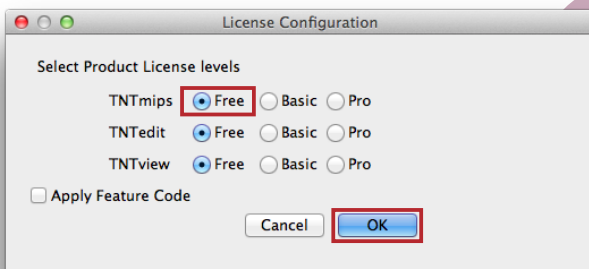 License Configuration
Select Product License levels
TNTmips Free Basic Pro
TNTedit Free Basic Pro
TNTview Free Basic Pro
Apply Feature Code
Cancel OK